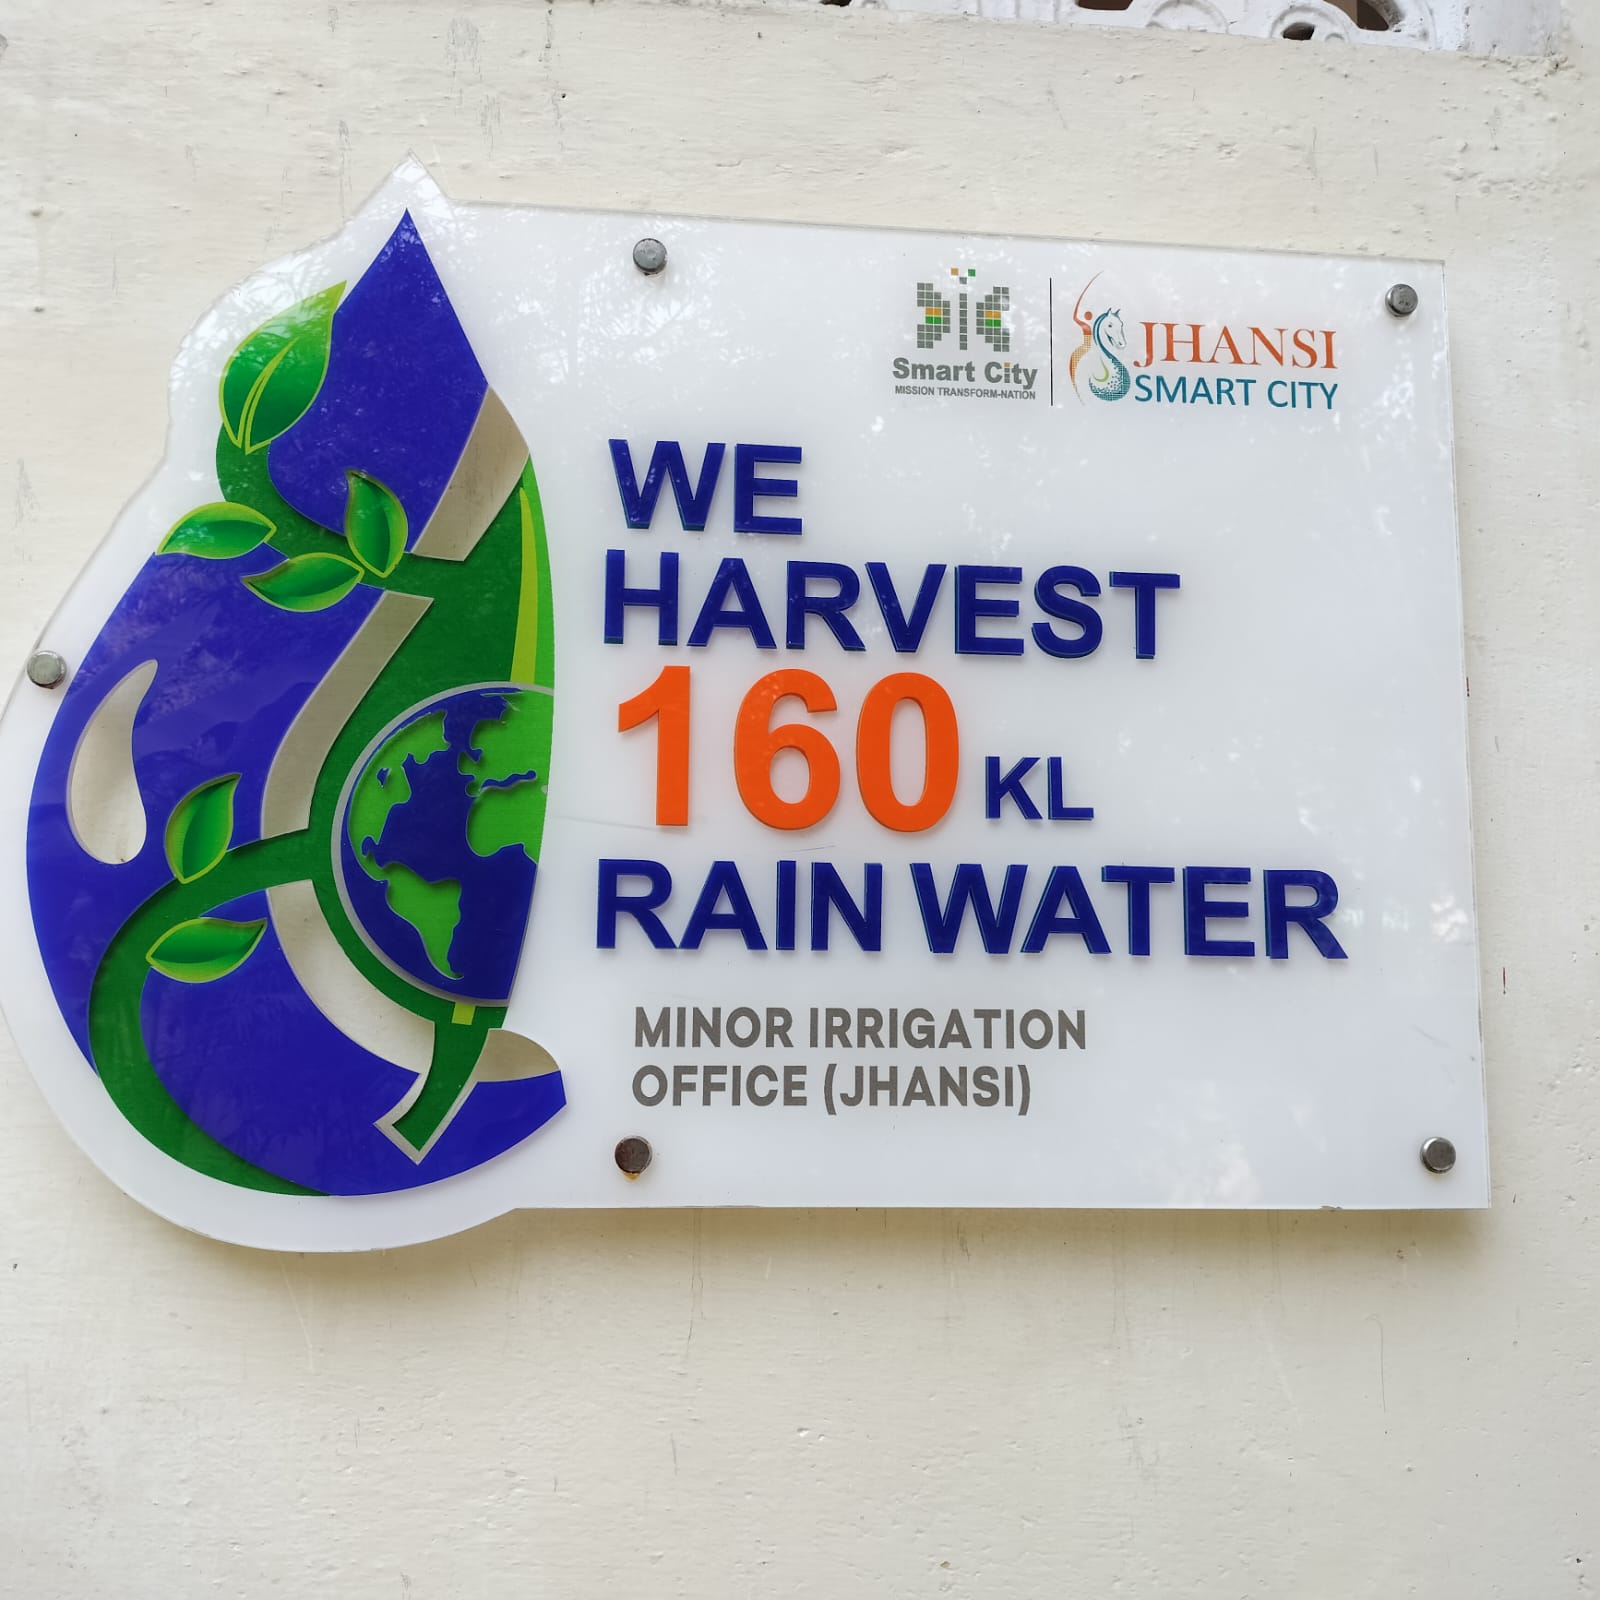 Smart City
MISSION TRANSFORM-NATION
JHANSI
SMART CITY
WE
HARVEST
160 KL
RAIN WATER
MINOR IRRIGATION
OFFICE (JHANSI)